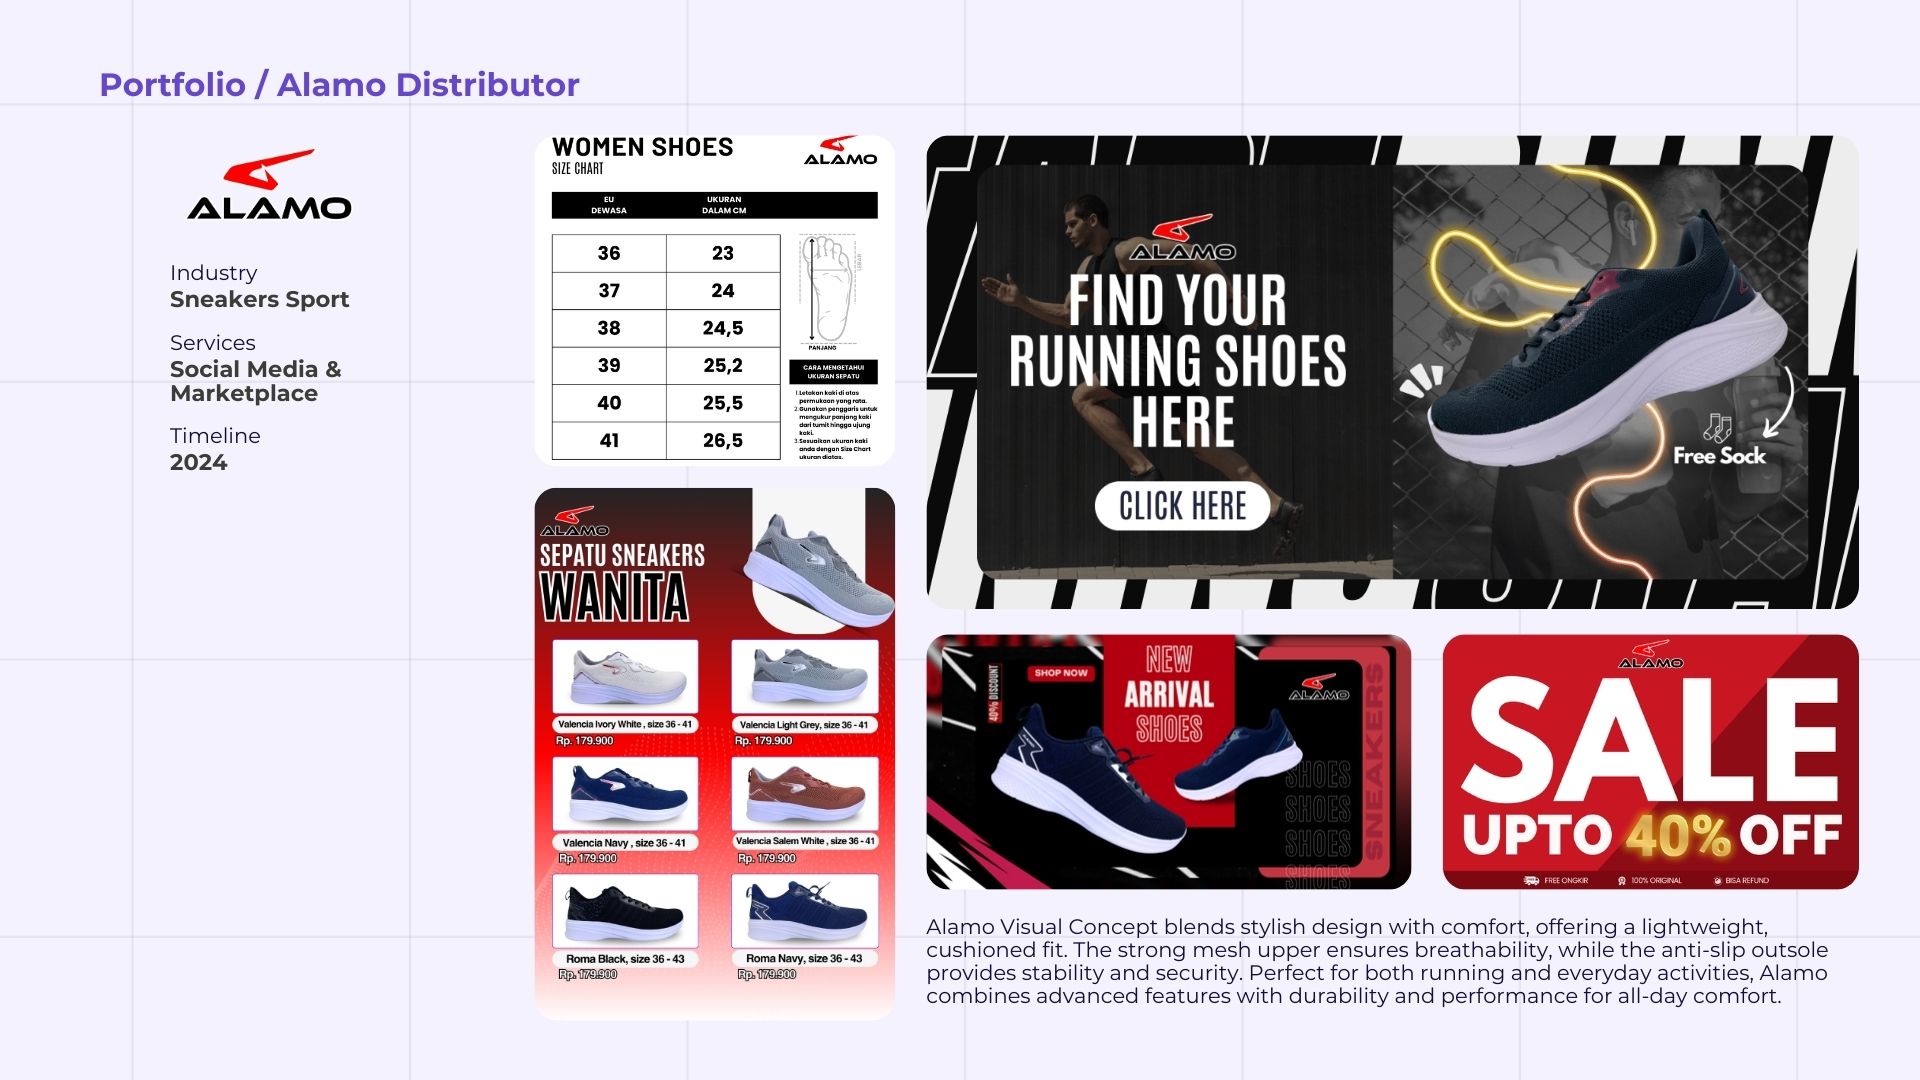 Portfolio / Alamo Distributor
ALAMO
Industry
Sneakers Sport
Services
Social Media &
Marketplace
Timeline
2024
WOMEN SHOES
SIZE CHART
ALAMO
EU
DEWASA
UKURAN
DALAM CM
36 23
37 24
38 24,5
39 25,2
40 25,5
41 26,5
LEBAR
PANJANG
CARA MENGETAHUI
UKURAN SEPATU
1.Letakan kaki di atas
permukaan yang rata.
2.Gunakan penggaris untuk
mengukur panjang kaki
dari tumit hingga ujung
kaki.
3.Sesuaikan ukuran kaki
anda dengan Size Chart
ukuran diatas.
ALAMO
SEPATU SNEAKERS
WANITA
Valencia Ivory White , size 36 - 41
Rp. 179.900
Valencia Light Grey, size 36 - 41
Rp. 179.900
Valencia Navy , size 36 - 41
Rp. 179.900
Valencia Salem White , size 36 - 41
Rp. 179.900
Roma Black, size 36 - 43
Rp. 179.900
Roma Navy, size 36 - 43
Rp. 179.900
ALAMO
FIND YOUR
RUNNING SHOES
HERE
CLICK HERE
Free Sock
40% DISCOUNT
SHOP NOW
NEW
ARRIVAL
SHOES
ALAMO
SNEAKERS
SHOES
SHOES
SHOES
SHOES
ALAMO
SALE
UPTO 40% OFF
FREE ONGKIR
100% ORIGINAL
BISA REFUND
Alamo Visual Concept blends stylish design with comfort, offering a lightweight,
cushioned fit. The strong mesh upper ensures breathability, while the anti-slip outsole
provides stability and security. Perfect for both running and everyday activities, Alamo
combines advanced features with durability and performance for all-day comfort.